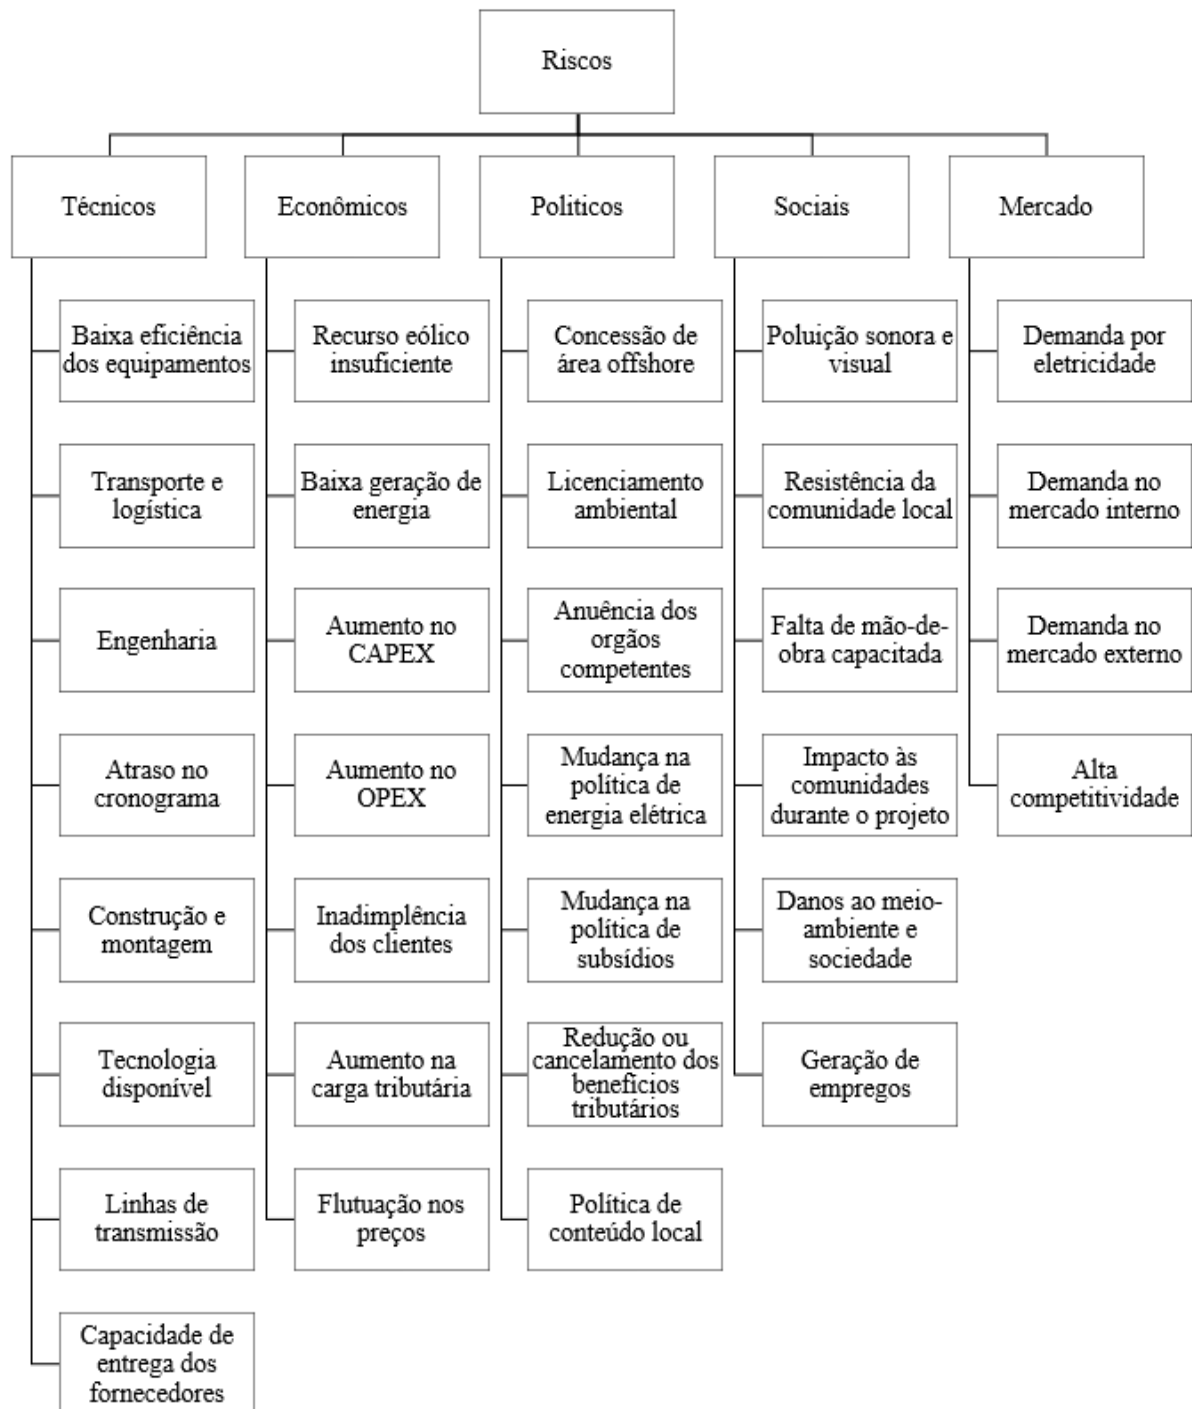 Riscos
Técnicos
Econômicos
Politicos
Sociais
Mercado
Baixa eficiência
dos equipamentos
Transporte e
logística
Engenharia
Atraso no
cronograma
Construção e
montagem
Tecnologia
disponível
Linhas de
transmissão
Capacidade de
entrega dos
fornecedores
Recurso eólico
insuficiente
Baixa geração de
energia
Aumento no
CAPEX
Aumento no
OPEX
Inadimplência
dos clientes
Aumento na
carga tributária
Flutuação nos
preços
Concessão de
área offshore
Licenciamento
ambiental
Anuência dos
orgãos
competentes
Mudança na
política de
energia elétrica
Mudança na
política de
subsídios
Redução ou
cancelamento dos
benefícios
tributários
Política de
conteúdo local
Poluição sonora e
visual
Resistência da
comunidade local
Falta de mão-de-
obra capacitada
Impacto às
comunidades
durante o projeto
Danos ao meio-
ambiente e
sociedade
Geração de
empregos
Demanda por
eletricidade
Demanda no
mercado interno
Demanda no
mercado externo
Alta
competitividade